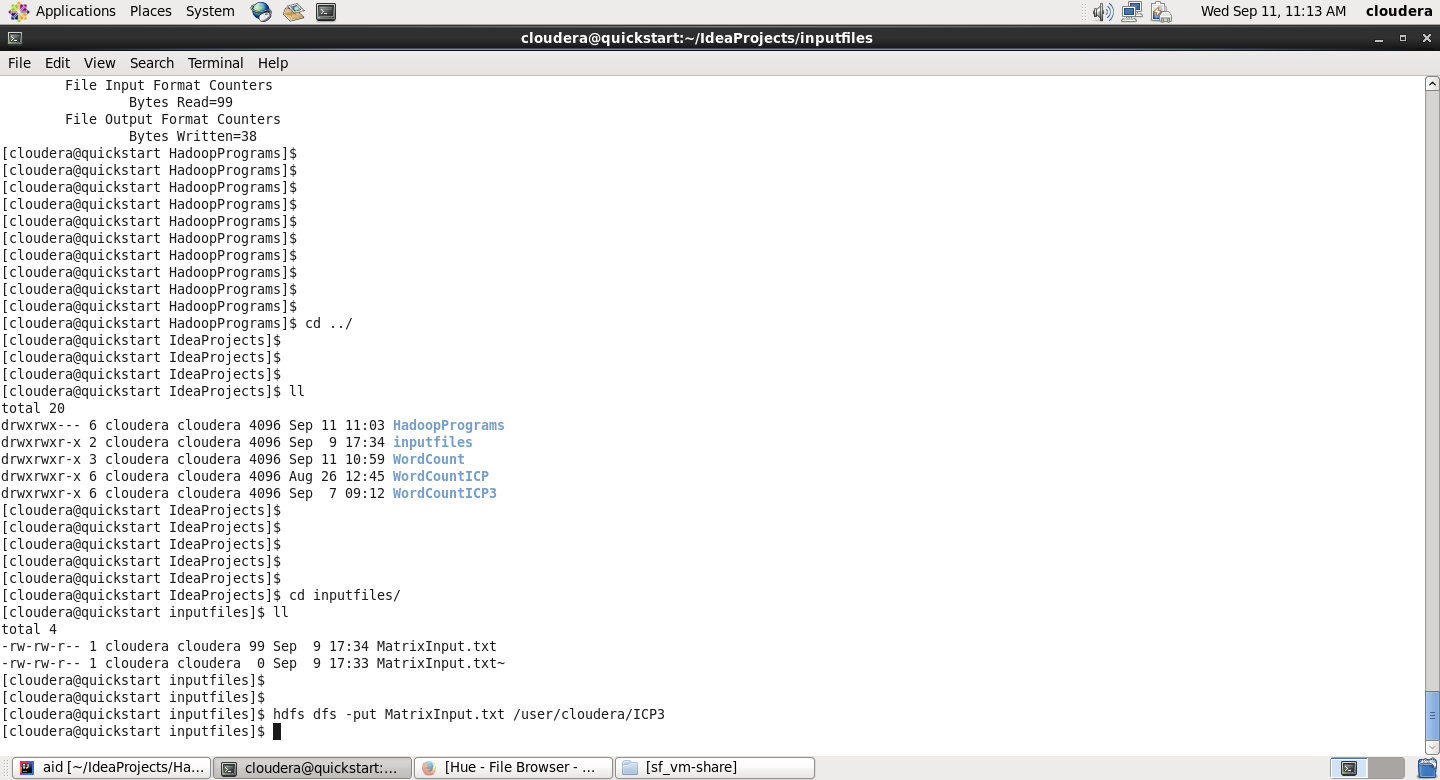 Applications Places System Wed Sep 11, 11:13 AM cloudera
cloudera@quickstart:~/IdeaProjects/inputfiles
File Edit View Search Terminal Help
        File Input Format Counters
                Bytes Read=99
        File Output Format Counters
                Bytes Written=38
[cloudera@quickstart HadoopPrograms]$
[cloudera@quickstart HadoopPrograms]$
[cloudera@quickstart HadoopPrograms]$
[cloudera@quickstart HadoopPrograms]$
[cloudera@quickstart HadoopPrograms]$
[cloudera@quickstart HadoopPrograms]$
[cloudera@quickstart HadoopPrograms]$
[cloudera@quickstart HadoopPrograms]$
[cloudera@quickstart HadoopPrograms]$
[cloudera@quickstart HadoopPrograms]$
[cloudera@quickstart HadoopPrograms]$ cd ../
[cloudera@quickstart IdeaProjects]$
[cloudera@quickstart IdeaProjects]$
[cloudera@quickstart IdeaProjects]$
[cloudera@quickstart IdeaProjects]$ ll
total 20
drwxrwx--- 6 cloudera cloudera 4096 Sep 11 11:03 HadoopPrograms
drwxrwxr-x 2 cloudera cloudera 4096 Sep  9 17:34 inputfiles
drwxrwxr-x 3 cloudera cloudera 4096 Sep 11 10:59 WordCount
drwxrwxr-x 6 cloudera cloudera 4096 Aug 26 12:45 WordCountICP
drwxrwxr-x 6 cloudera cloudera 4096 Sep  7 09:12 WordCountICP3
[cloudera@quickstart IdeaProjects]$
[cloudera@quickstart IdeaProjects]$
[cloudera@quickstart IdeaProjects]$
[cloudera@quickstart IdeaProjects]$
[cloudera@quickstart IdeaProjects]$
[cloudera@quickstart IdeaProjects]$ cd inputfiles/
[cloudera@quickstart inputfiles]$ ll
total 4
-rw-rw-r-- 1 cloudera cloudera 99 Sep  9 17:34 MatrixInput.txt
-rw-rw-r-- 1 cloudera cloudera  0 Sep  9 17:33 MatrixInput.txt~
[cloudera@quickstart inputfiles]$
[cloudera@quickstart inputfiles]$
[cloudera@quickstart inputfiles]$ hdfs dfs -put MatrixInput.txt /user/cloudera/ICP3
[cloudera@quickstart inputfiles]$
aid [~/IdeaProjects/Ha... cloudera@quickstart:... [Hue - File Browser - ... [sf_vm-share]